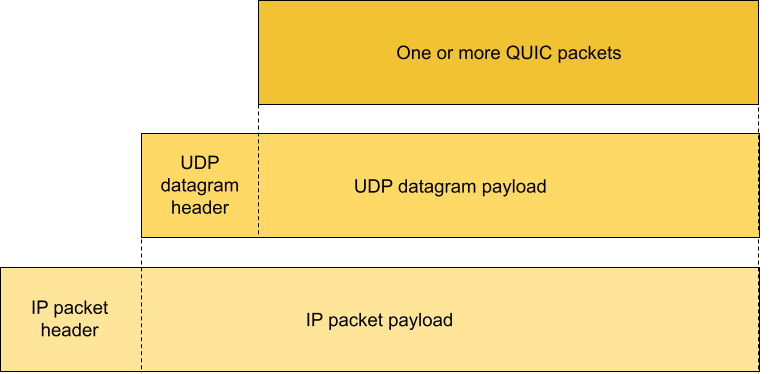 One or more QUIC packets
UDP
datagram
header
UDP datagram payload
IP packet
header
IP packet payload